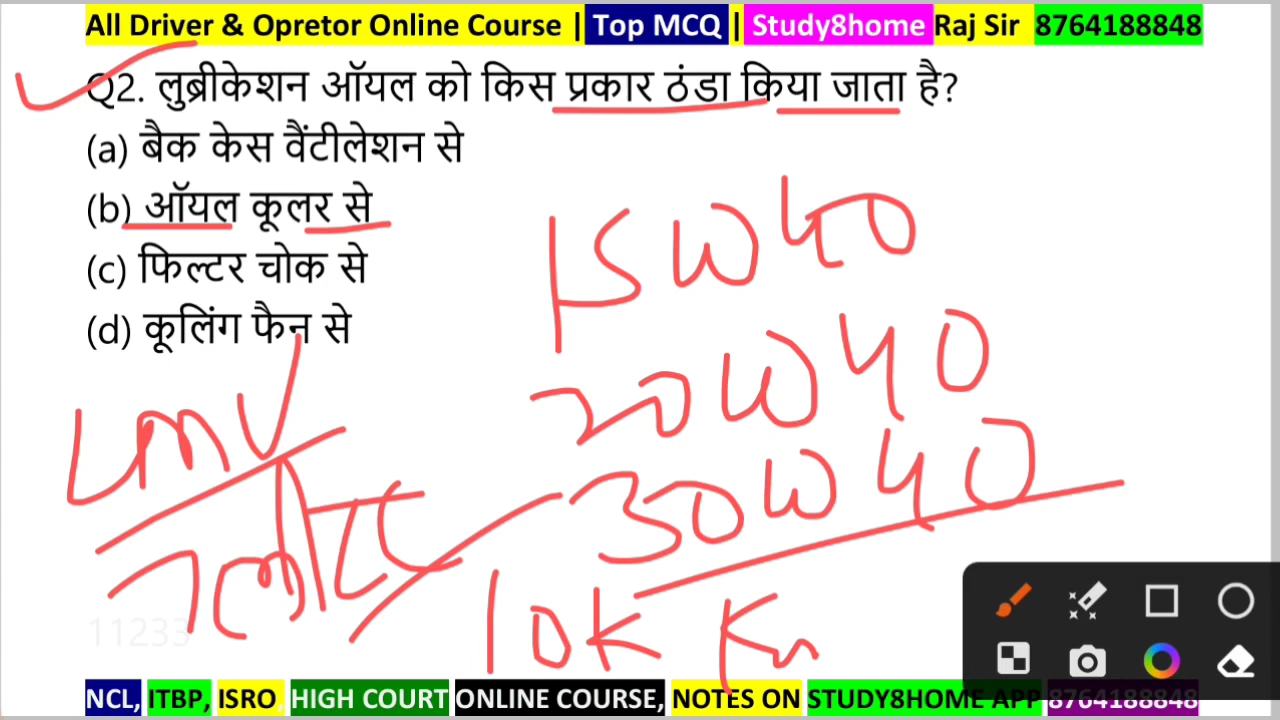 All Driver & Opretor Online Course | Top MCQ | Study8home Raj Sir 8764188848
Q2. लुब्रीकेशन ऑयल को किस प्रकार ठंडा किया जाता है?
(a) बैक केस वैंटीलेशन से
(b) ऑयल कूलर से
(c) फिल्टर चोक से
(d) कूलिंग फैन से
15W40
20W40
30W40
LMV
7 लीटर
10K Km
11233
NCL, ITBP, ISRO, HIGH COURT ONLINE COURSE, NOTES ON STUDY8HOME APP 8764188848